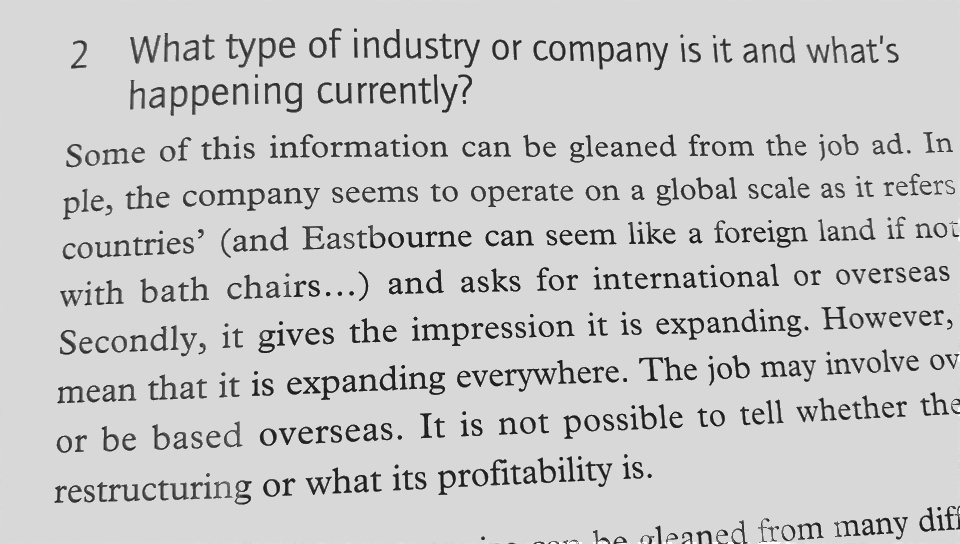 2 What type of industry or company is it and what's
happening currently?
Some of this information can be gleaned from the job ad. In
ple, the company seems to operate on a global scale as it refers
countries' (and Eastbourne can seem like a foreign land if not
with bath chairs...) and asks for international or overseas
Secondly, it gives the impression it is expanding. However,
mean that it is expanding everywhere. The job may involve ov
or be based overseas. It is not possible to tell whether the
restructuring or what its profitability is.
can be gleaned from many diff